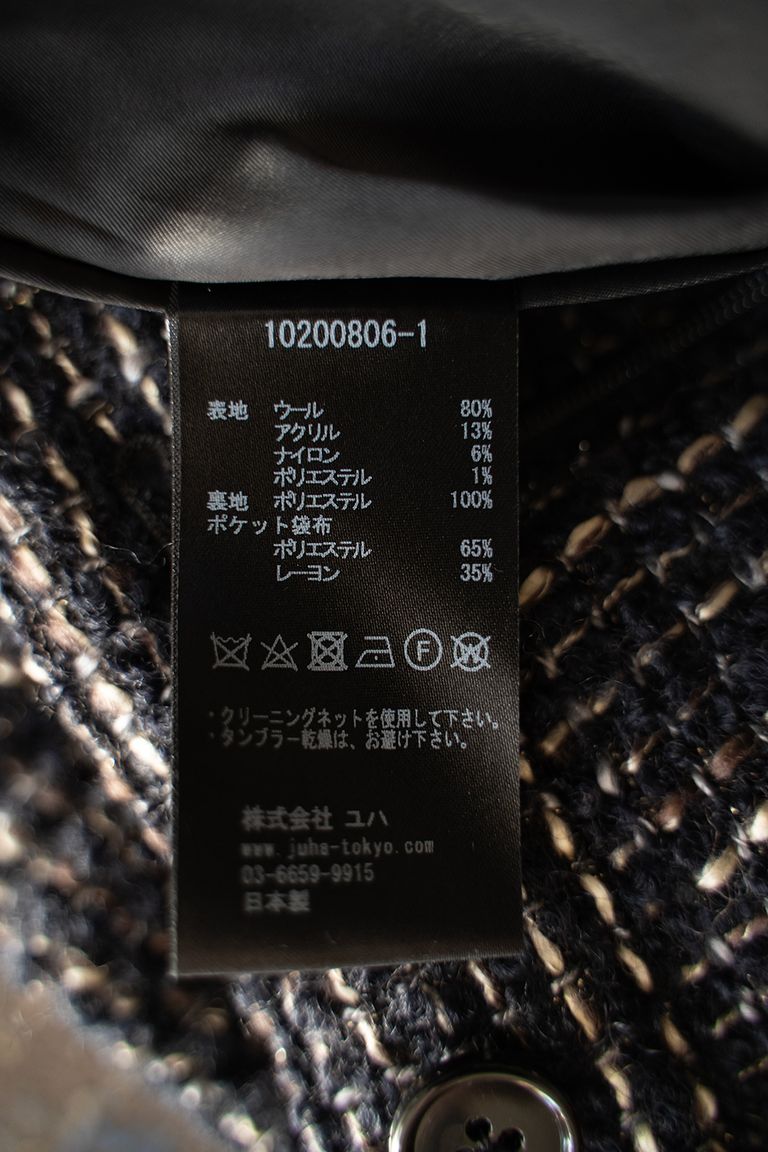 10200806-1
表地 ウール 80%
アクリル 13%
ナイロン 6%
ポリエステル 1%
裏地 ポリエステル 100%
ポケット袋布
ポリエステル 65%
レーヨン 35%
F W
・クリーニングネットを使用して下さい。
・タンブラー乾燥は、お避け下さい。
株式会社 ユハ
www.juha-tokyo.com
03-6659-9915
日本製